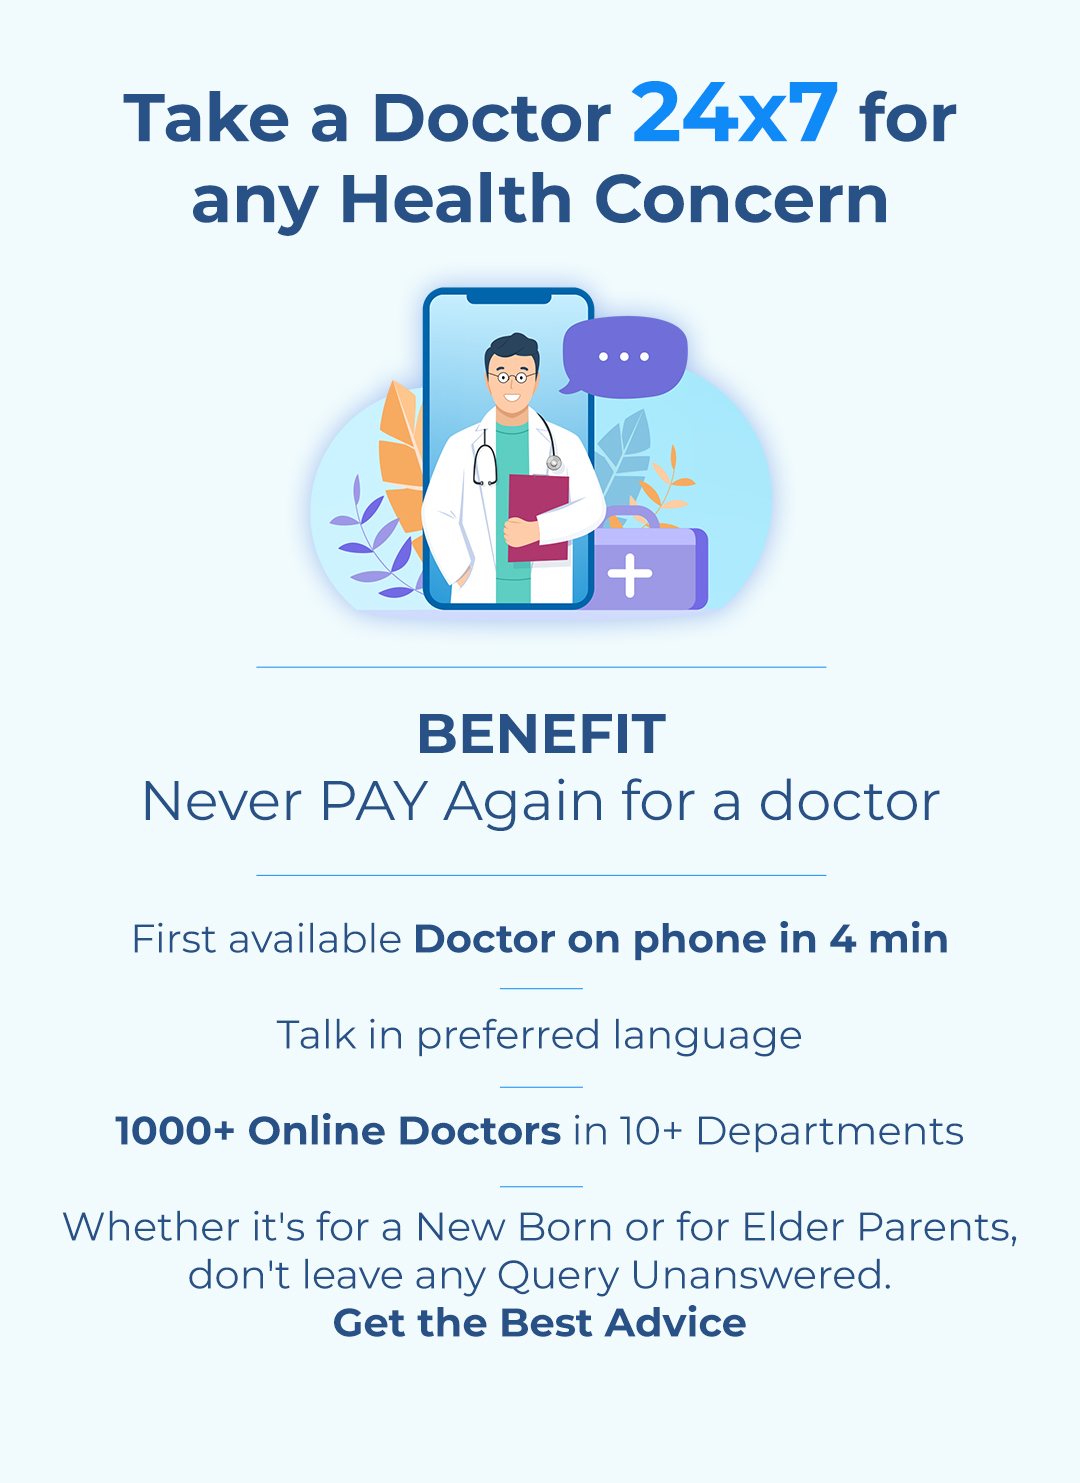 Take a Doctor 24x7 for
any Health Concern
BENEFIT
Never PAY Again for a doctor
First available Doctor on phone in 4 min
Talk in preferred language
1000+ Online Doctors in 10+ Departments
Whether it's for a New Born or for Elder Parents,
don't leave any Query Unanswered.
Get the Best Advice